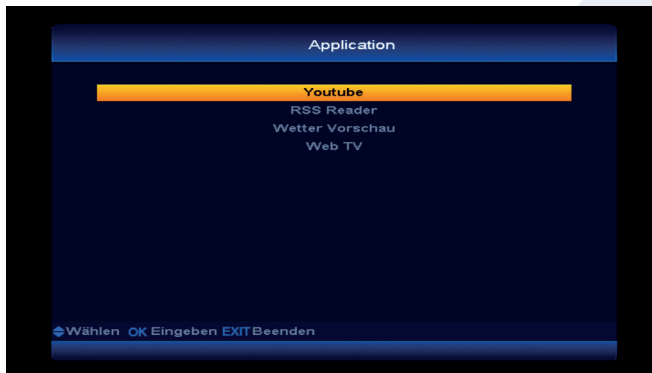 Application
Youtube
RSS Reader
Wetter Vorschau
Web TV
Wählen OK Eingeben EXIT Beenden